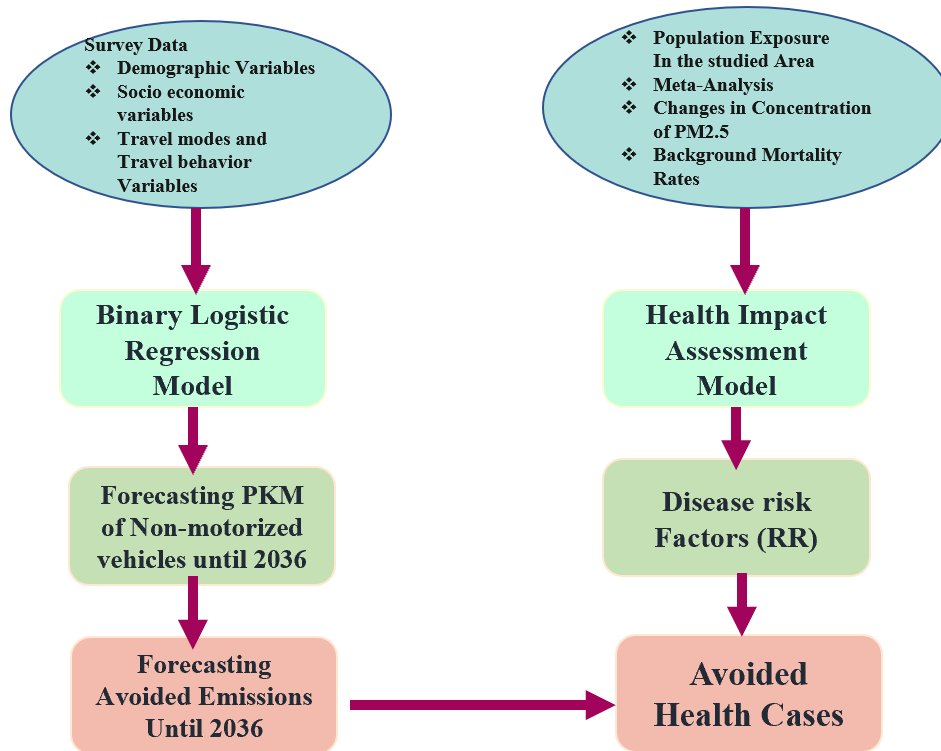 Survey Data
❖ Demographic Variables
❖ Socio economic
variables
❖ Travel modes and
Travel behavior
Variables
Binary Logistic
Regression
Model
Forecasting PKM
of Non-motorized
vehicles until 2036
Forecasting
Avoided Emissions
Until 2036
❖ Population Exposure
In the studied Area
❖ Meta-Analysis
❖ Changes in Concentration
of PM2.5
❖ Background Mortality
Rates
Health Impact
Assessment
Model
Disease risk
Factors (RR)
Avoided
Health Cases